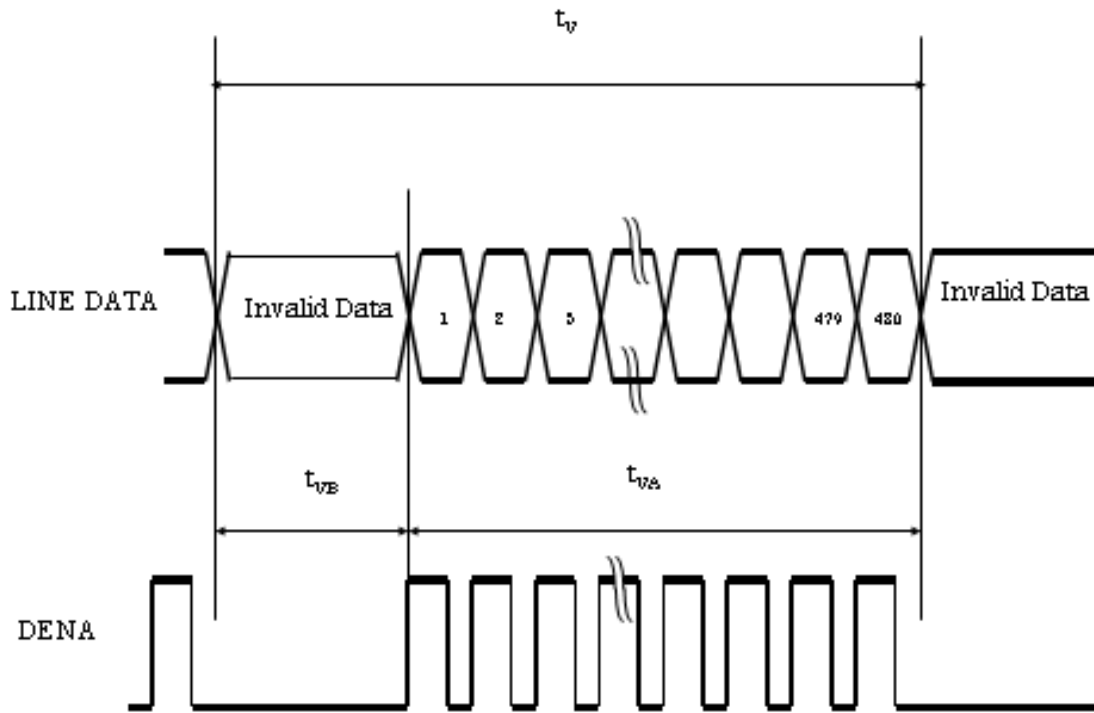 tV
LINE DATA
Invalid Data
1
2
3
479
480
Invalid Data
tVB
tVA
DENA